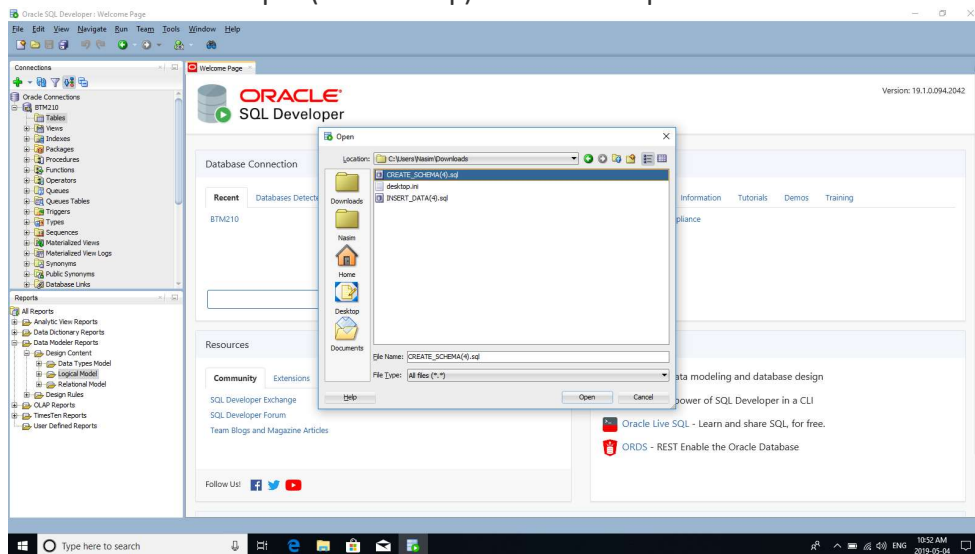 Oracle SQL Developer : Welcome Page
File Edit View Navigate Run Team Tools Window Help
Connections
Oracle Connections
BTM210
Tables
Views
Indexes
Packages
Procedures
Functions
Operators
Queues
Queues Tables
Triggers
Types
Sequences
Materialized Views
Materialized View Logs
Synonyms
Public Synonyms
Database Links
Reports
All Reports
Analytic View Reports
Data Dictionary Reports
Data Modeler Reports
Design Content
Data Types Model
Logical Model
Relational Model
Design Rules
OLAP Reports
TimesTen Reports
User Defined Reports
Welcome Page
ORACLE
SQL Developer
Version: 19.1.0.094.2042
Database Connection
Recent Databases
BTM210
Information Tutorials Demos Training
Open
Location: C:\Users\Nasim\Downloads
CREATE_SCHEMA(4).sql
desktop.ini
INSERT_DATA(4).sql
Downloads
Nasim
Home
Desktop
Documents
File Name: CREATE_SCHEMA(4).sql
File Type: All files (*.*)
Help Open Cancel
Resources
Community Extensions
SQL Developer Exchange
SQL Developer Forum
Team Blogs and Magazine Articles
Follow Us!
modeling and database design
power of SQL Developer in a CLI
Oracle Live SQL - Learn and share SQL, for free.
ORDS - REST Enable the Oracle Database
Type here to search
ENG
10:52 AM
2019-05-04